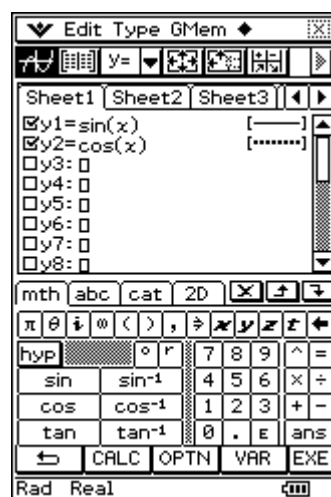 Edit Type GMem
y=
Sheet1 Sheet2 Sheet3
y1=sin(x) [——]
y2=cos(x) [········]
y3:▯
y4:▯
y5:▯
y6:▯
y7:▯
y8:▯
mth abc cat 2D
π θ i ∞ ( ) , ⇒ x y z t ←
hyp ° r 7 8 9 ^ =
sin sin⁻¹ 4 5 6 × ÷
cos cos⁻¹ 1 2 3 + −
tan tan⁻¹ 0 . E ans
CALC OPTN VAR EXE
Rad Real